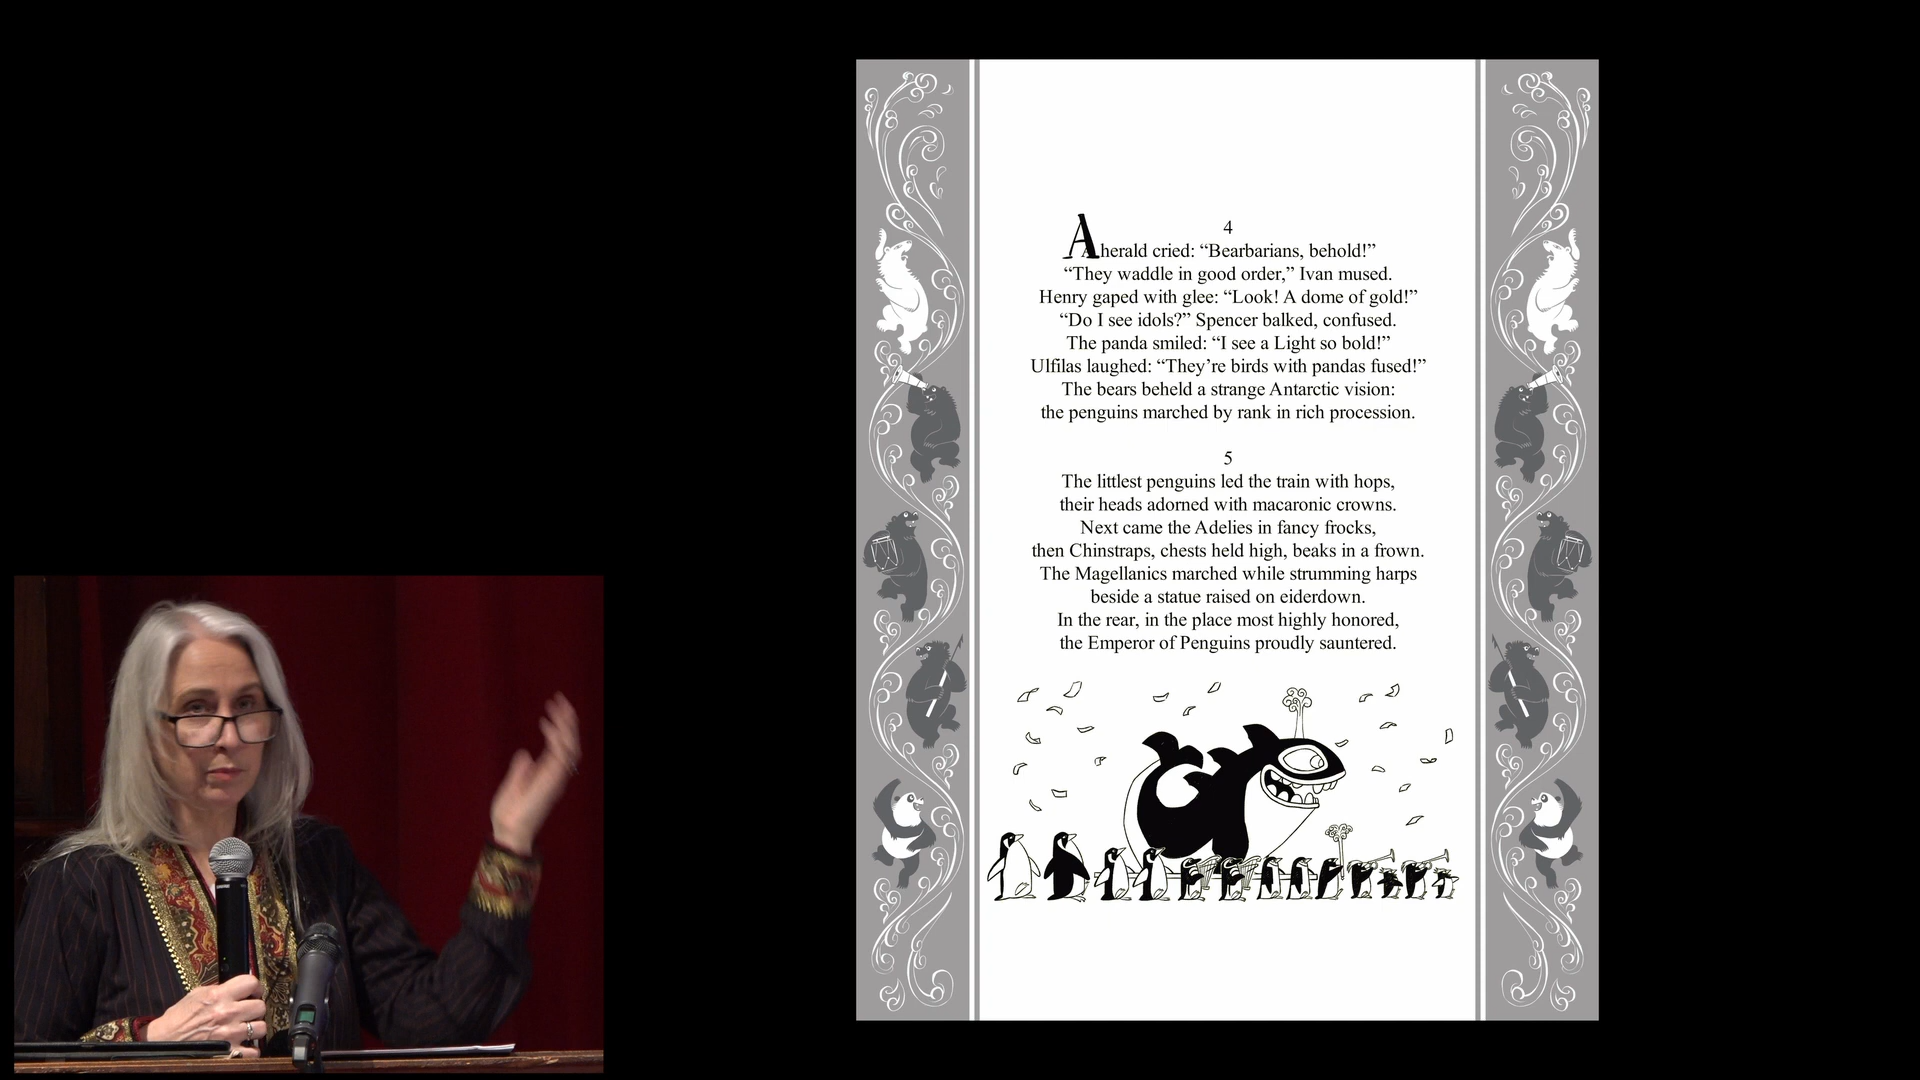 4
A herald cried: “Bearbarians, behold!”
“They waddle in good order,” Ivan mused.
Henry gaped with glee: “Look! A dome of gold!”
“Do I see idols?” Spencer balked, confused.
The panda smiled: “I see a Light so bold!”
Ulfilas laughed: “They’re birds with pandas fused!”
The bears beheld a strange Antarctic vision:
the penguins marched by rank in rich procession.
5
The littlest penguins led the train with hops,
their heads adorned with macaronic crowns.
Next came the Adelies in fancy frocks,
then Chinstraps, chests held high, beaks in a frown.
The Magellanics marched while strumming harps
beside a statue raised on eiderdown.
In the rear, in the place most highly honored,
the Emperor of Penguins proudly sauntered.